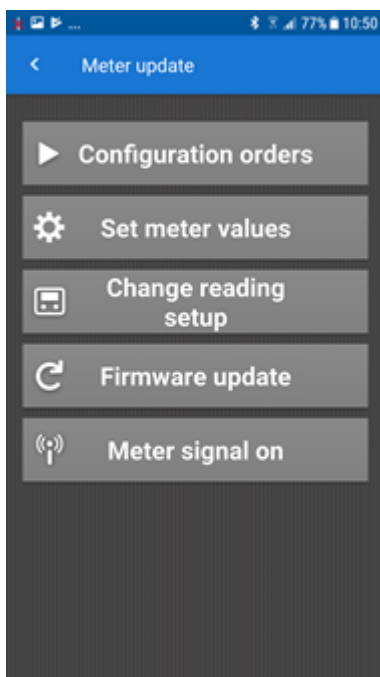 ... 77% 10:50
Meter update
Configuration orders
Set meter values
Change reading
setup
Firmware update
Meter signal on